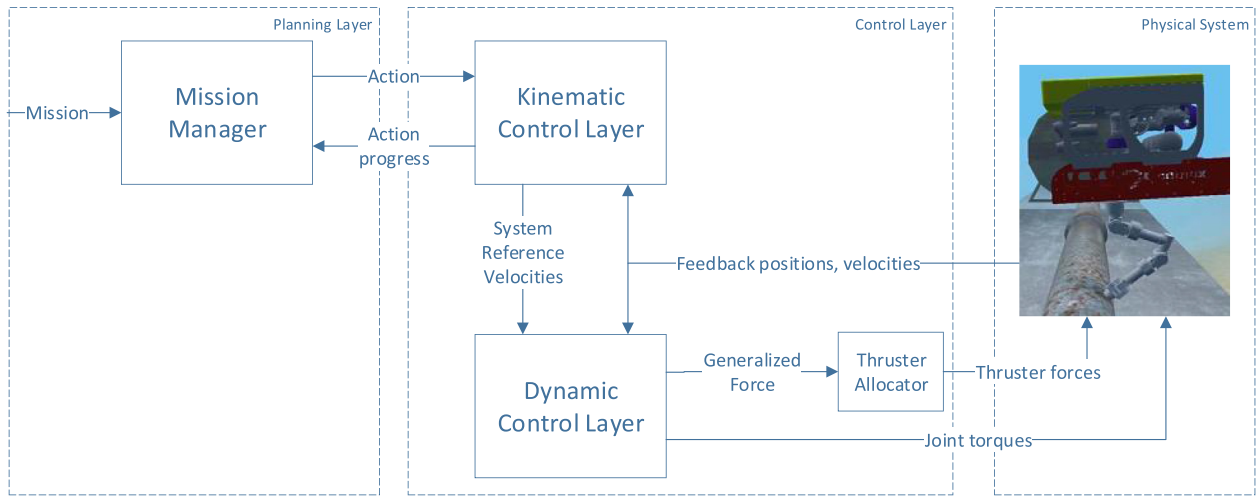 Planning Layer
Control Layer
Physical System
Mission
Mission
Manager
Action
Action
progress
Kinematic
Control Layer
System
Reference
Velocities
Feedback positions, velocities
Dynamic
Control Layer
Generalized
Force
Thruster
Allocator
Thruster forces
Joint torques